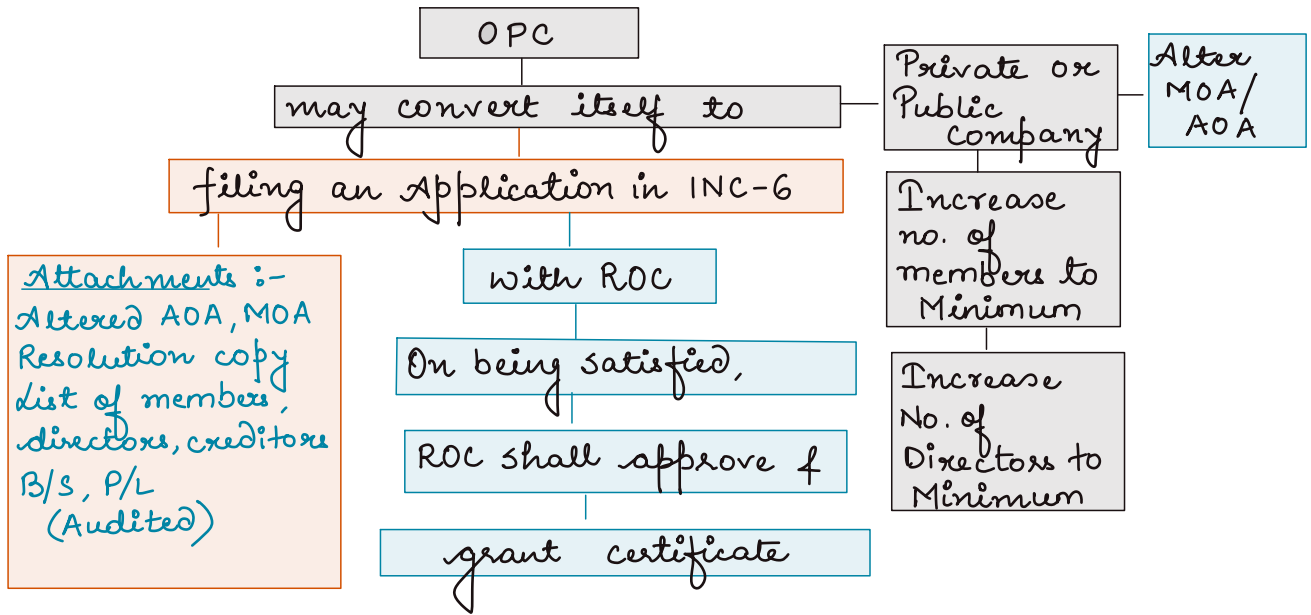 OPC
may convert itself to
Private or
Public
company
Alter
MOA/
AOA
filing an Application in INC-6
Increase
no. of
members to
Minimum
Increase
No. of
Directors to
Minimum
Attachments :-
Altered AOA, MOA
Resolution copy
List of members,
directors, creditors
B/S, P/L
(Audited)
with ROC
On being satisfied,
ROC shall approve &
grant certificate